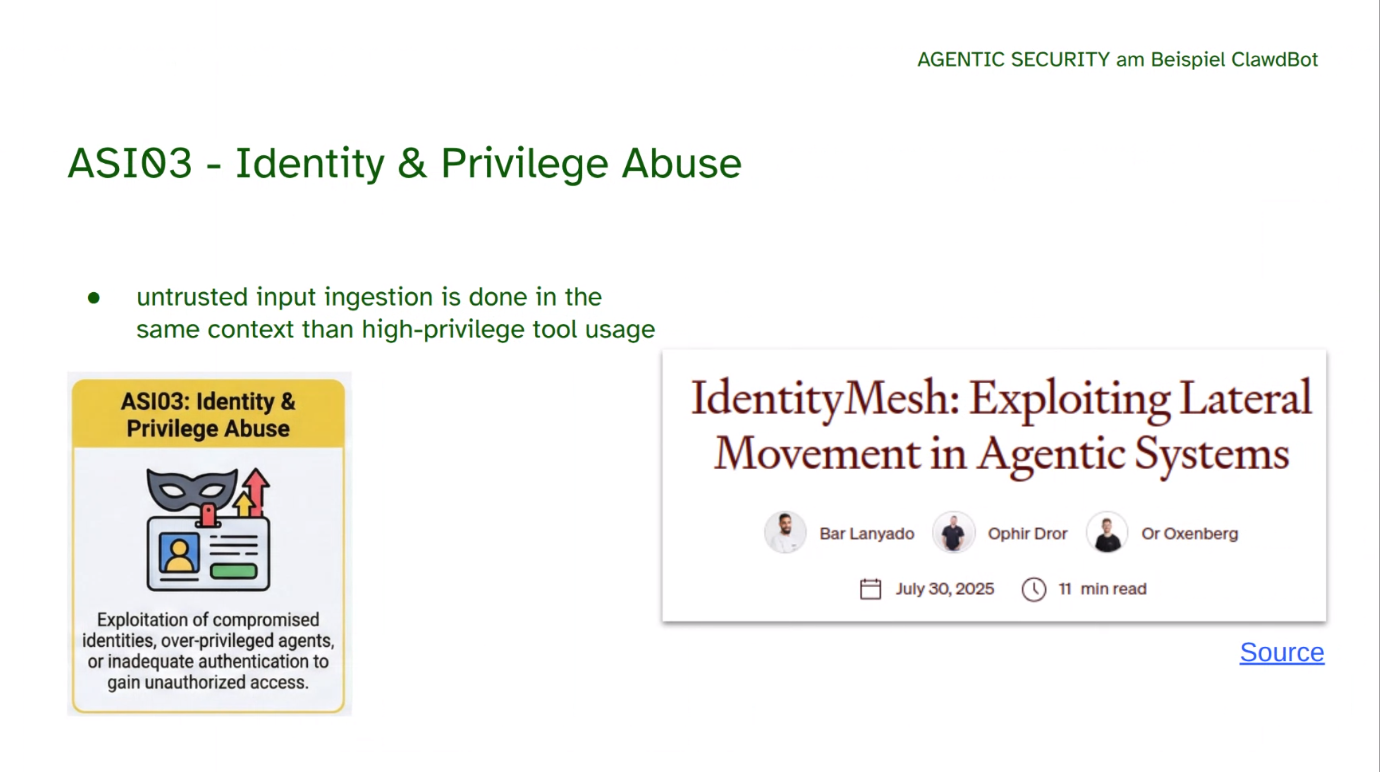 AGENTIC SECURITY am Beispiel ClawdBot
ASI03 - Identity & Privilege Abuse
● untrusted input ingestion is done in the
same context than high-privilege tool usage
ASI03: Identity &
Privilege Abuse
Exploitation of compromised
identities, over-privileged agents,
or inadequate authentication to
gain unauthorized access.
IdentityMesh: Exploiting Lateral
Movement in Agentic Systems
Bar Lanyado Ophir Dror Or Oxenberg
July 30, 2025 11 min read
Source